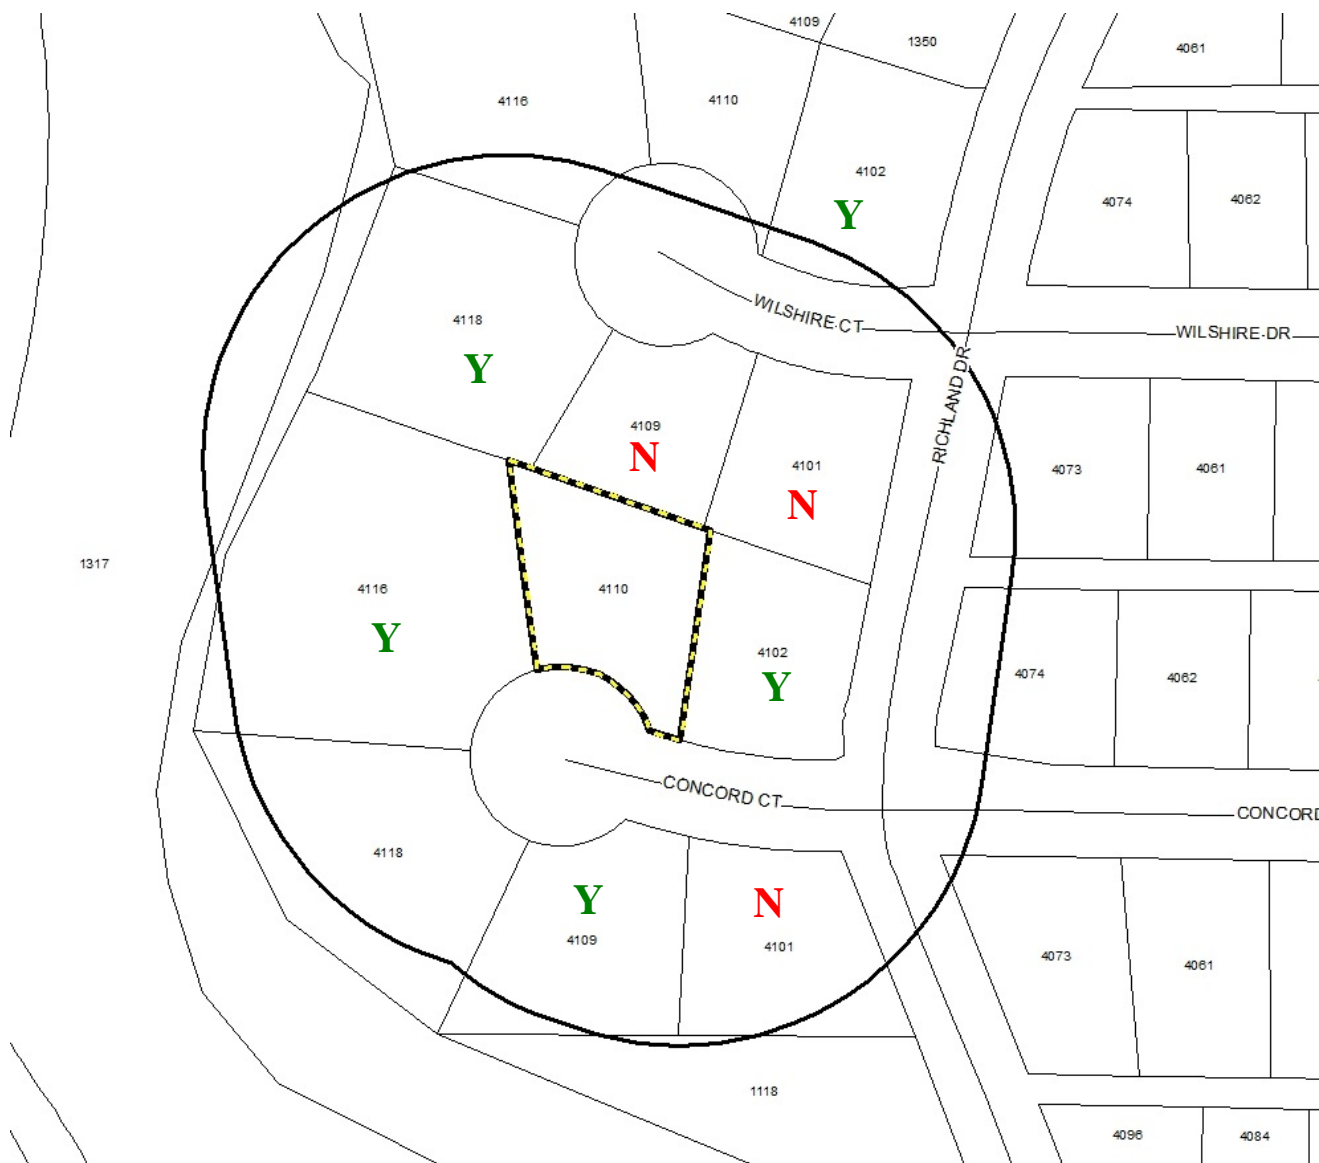 4109
1350
4061
4116
4110
4102
Y
4074
4062
WILSHIRE CT
WILSHIRE DR
4118
Y
RICHLAND DR
4109
N
4101
N
4073
4061
1317
4116
Y
4110
4102
Y
4074
4062
CONCORD CT
CONCORD
4118
Y
4109
N
4101
4073
4061
1118
4096
4084